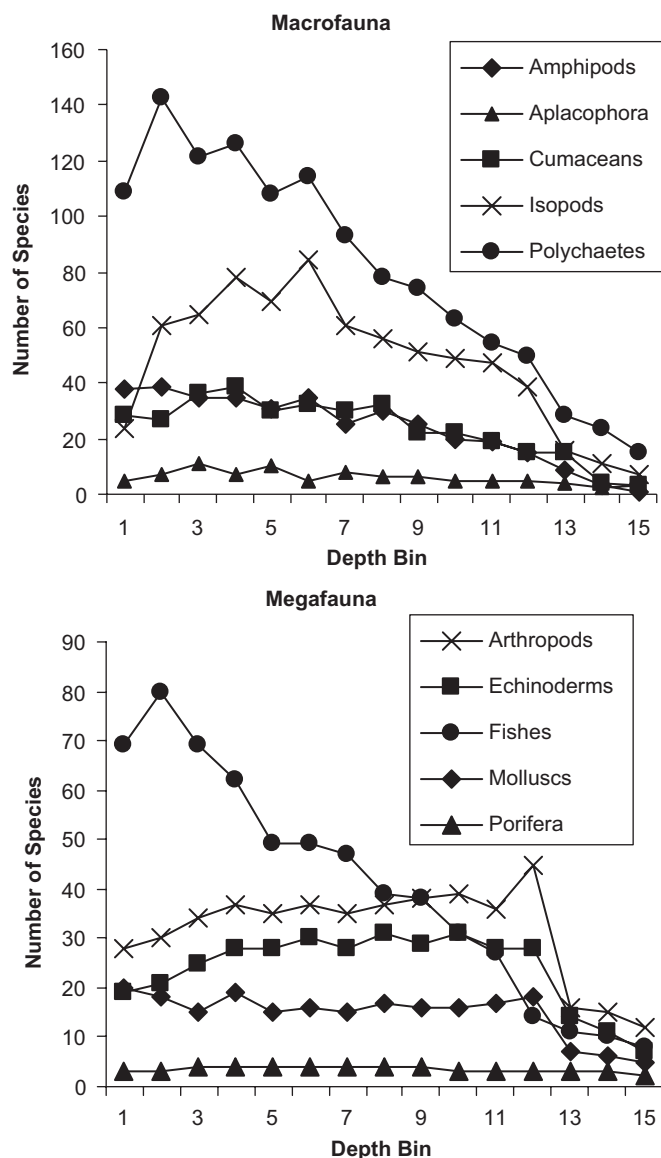 Macrofauna
160
140
120
100
80
60
40
20
0
Number of Species
Amphipods
Aplacophora
Cumaceans
Isopods
Polychaetes
1 3 5 7 9 11 13 15
Depth Bin
Megafauna
90
80
70
60
50
40
30
20
10
0
Number of Species
Arthropods
Echinoderms
Fishes
Molluscs
Porifera
1 3 5 7 9 11 13 15
Depth Bin